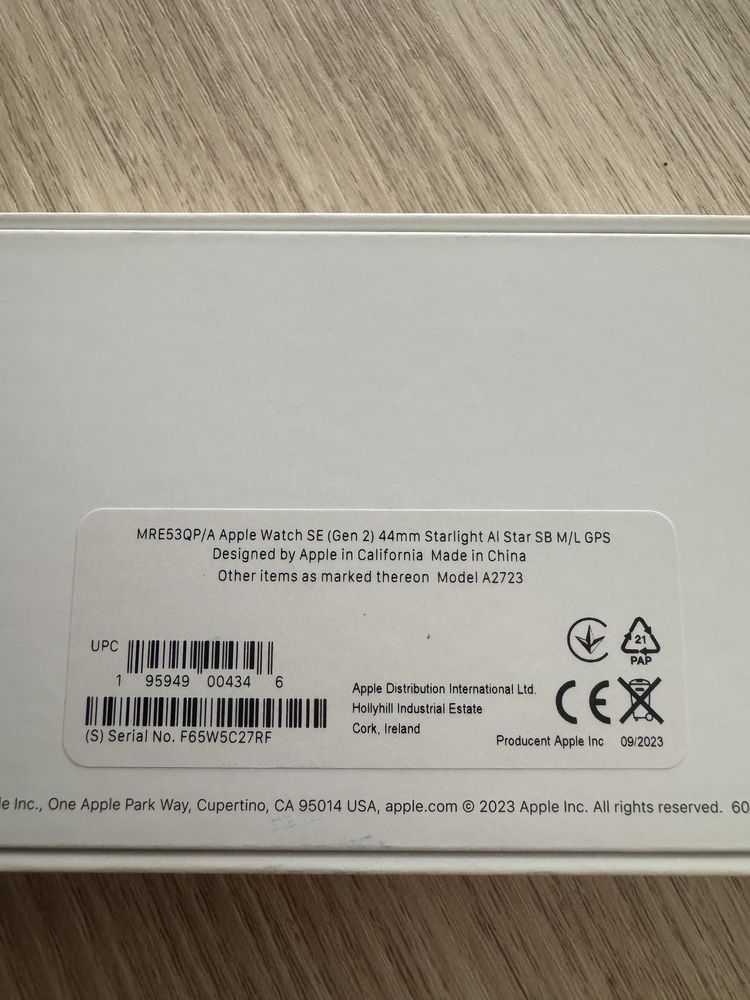 MRE53QP/A Apple Watch SE (Gen 2) 44mm Starlight Al Star SB M/L GPS
Designed by Apple in California Made in China
Other items as marked thereon Model A2723
UPC
1 95949 00434 6
(S) Serial No. F65W5C27RF
Apple Distribution International Ltd.
Hollyhill Industrial Estate
Cork, Ireland
21
PAP
CE
Producent Apple Inc 09/2023
Inc., One Apple Park Way, Cupertino, CA 95014 USA, apple.com © 2023 Apple Inc. All rights reserved. 60